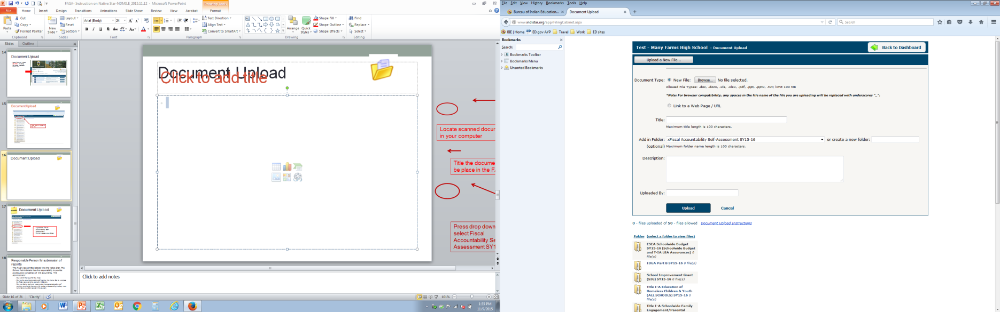 FASA- Instruction on Native Star-NDMILE_2015.11.12 - Microsoft PowerPoint
Drawing Tools
File Home Insert Design Transitions Animations Slide Show Review View Acrobat Format
Paste
Cut
Copy
Format Painter
Clipboard
New Slide
Layout
Reset
Section
Slides
Arial (Body) 24
Font
Paragraph
Text Direction
Align Text
Convert to SmartArt
Arrange
Quick Styles
Shape Fill
Shape Outline
Shape Effects
Drawing
Find
Replace
Select
Editing
Slides Outline
14
Document Upload
15
Document Upload
16
Document Upload
17
Document Upload
18
Responsible Person for submission of
reports
Document Upload
Click to add title
Locate scanned docu
in your computer
Title the docume
be place in the FA
Press drop down
select Fiscal
Accountability Se
Assessment SY1
Click to add notes
Slide 16 of 21 "Clarity" 101%
1:35 PM
11/9/2015
File Edit View History Bookmarks Tools Help
Bureau of Indian Education...
Document Upload
www.indistar.org/app/FilingCabinet.aspx
Search
BIE | Home ED.gov AYP Travel Work ED sites
Bookmarks
Search:
Bookmarks Toolbar
Bookmarks Menu
Unsorted Bookmarks
Test - Many Farms High School - Document Upload
Back to Dashboard
Upload a New File...
Document Type: New File: Browse... No file selected.
Allowed File Types: .doc, .docx, .xls, .xlsx, .pdf, .ppt, .pptx, .txt; limit 100 MB
*Note: For browser compatibility, any spaces in the file name of the file you are uploading will be replaced with underscores "_".
Link to a Web Page / URL
Title:
Maximum title length is 100 characters.
Add in Folder: xFiscal Accountability Self-Assessment SY15-16 or create a new folder:
(optional) Maximum folder name length is 100 characters.
Description:
Uploaded By:
Upload Cancel
0 - files uploaded of 50 - files allowed Document Upload Instructions
Folder (select a folder to view files)
ESEA Schoolwide Budget
SY15-16 (Schoolwide Budget
and T-IA LEA Assurances) 0
file(s)
IDEA Part B SY15-16 0 file(s)
School Improvement Grant
(SIG) SY15-16 0 file(s)
Title I-A Education of
Homeless Children & Youth
(ALL SCHOOLS) SY15-16 0
file(s)
Title I-A Schoolwide Family
Engagement/Parental